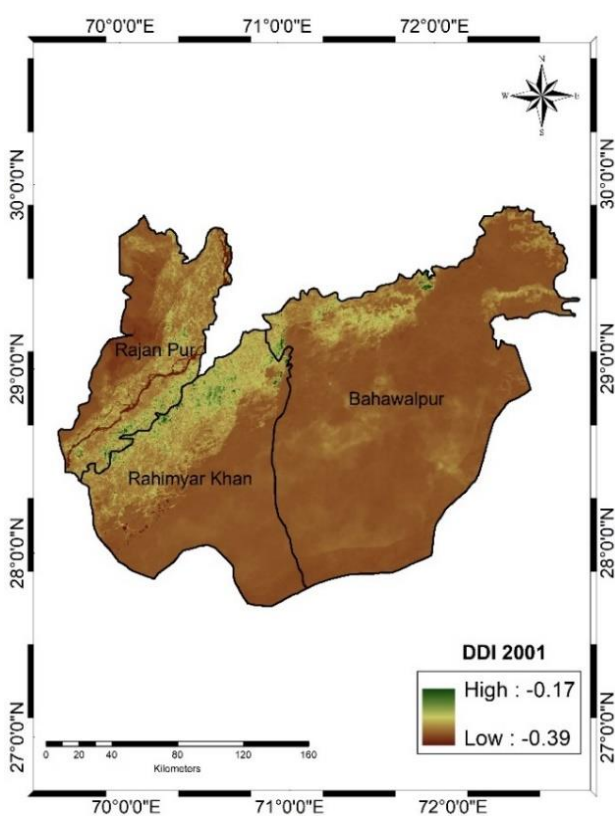 70°0'0"E 71°0'0"E 72°0'0"E
N
W E
S
30°0'0"N 30°0'0"N
Rajan Pur
29°0'0"N 29°0'0"N
Bahawalpur
Rahimyar Khan
28°0'0"N 28°0'0"N
DDI 2001
High : -0.17
Low : -0.39
27°0'0"N 27°0'0"N
0 10 20 40 80 120 160
Kilometers
70°0'0"E 71°0'0"E 72°0'0"E